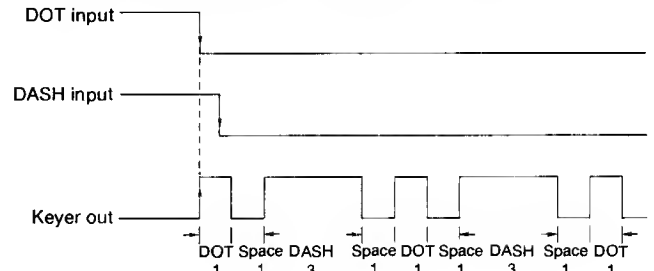 DOT input
DASH input
Keyer out
DOT Space DASH Space DOT Space DASH Space DOT
1 1 3 1 1 1 3 1 1